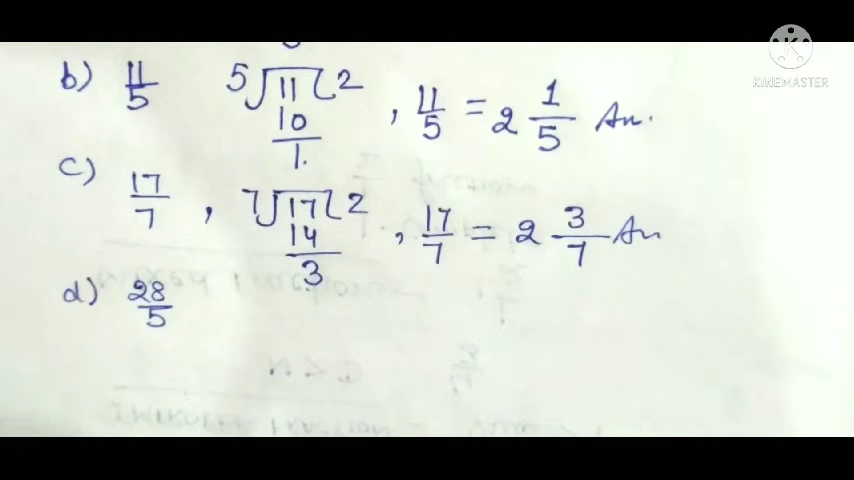 KINEMASTER
b) 11/5 5√11(2 , 11/5 = 2 1/5 An.
10
1
c) 17/7 , 7√17(2 , 17/7 = 2 3/7 An
14
3
d) 28/5